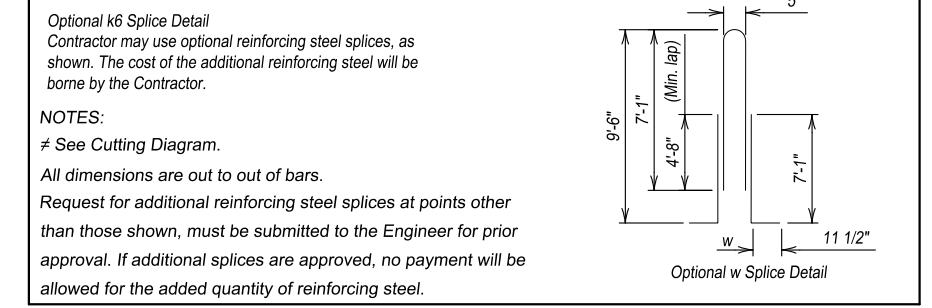 Optional k6 Splice Detail
Contractor may use optional reinforcing steel splices, as
shown. The cost of the additional reinforcing steel will be
borne by the Contractor.
NOTES:
≠ See Cutting Diagram.
All dimensions are out to out of bars.
Request for additional reinforcing steel splices at points other
than those shown, must be submitted to the Engineer for prior
approval. If additional splices are approved, no payment will be
allowed for the added quantity of reinforcing steel.
9'-6"
7'-1"
4'-8"
(Min. lap)
7'-1"
w
11 1/2"
Optional w Splice Detail